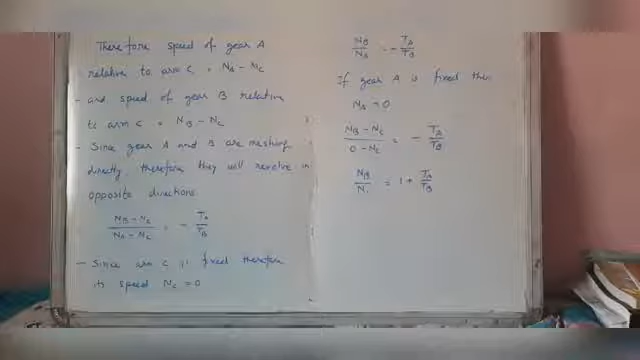 Therefore speed of gear A
relative to arm C = NA - NC
- and speed of gear B relative
to arm C = NB - NC
- Since gear A and B are meshing
directly, therefore they will revolve in
opposite directions.
NB - NC / NA - NC = - TA / TB
- Since arm C is fixed therefore
its speed NC = 0
NB / NA = - TA / TB
If gear A is fixed then
NA = 0
NB - NC / 0 - NC = - TA / TB
NB / NC = 1 + TA / TB